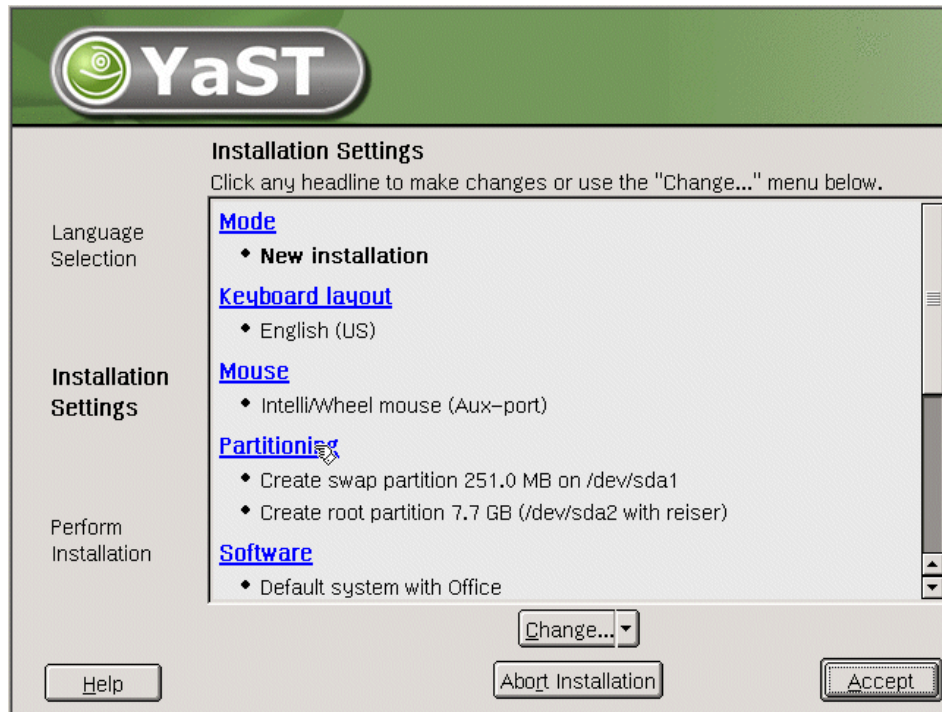 YaST
Installation Settings
Click any headline to make changes or use the "Change..." menu below.
Language
Selection
Installation
Settings
Perform
Installation
Mode
• New installation
Keyboard layout
• English (US)
Mouse
• Intelli/Wheel mouse (Aux-port)
Partitioning
• Create swap partition 251.0 MB on /dev/sda1
• Create root partition 7.7 GB (/dev/sda2 with reiser)
Software
• Default system with Office
Change...
Help
Abort Installation
Accept